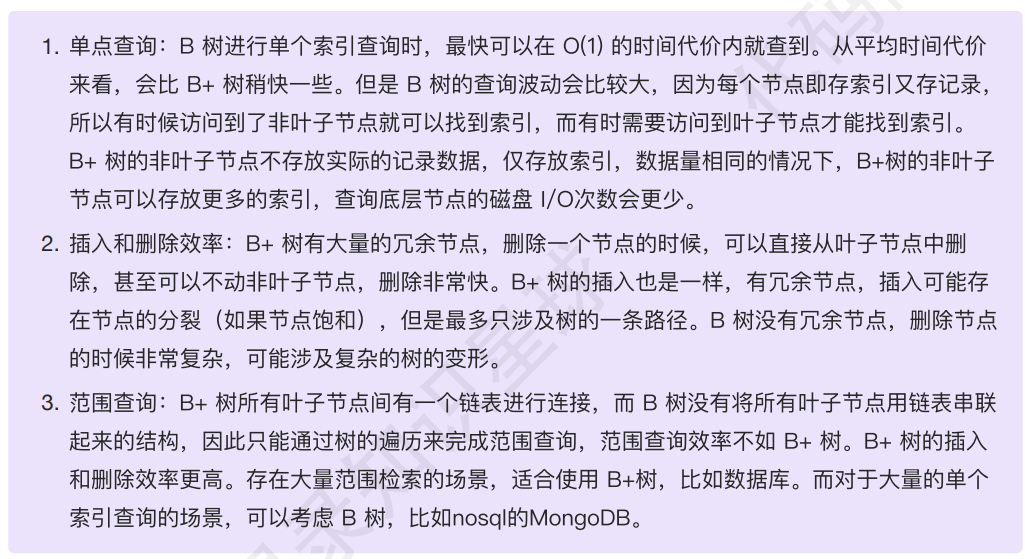 1. 单点查询：B 树进行单个索引查询时，最快可以在 O(1) 的时间代价内就查到。从平均时间代价
来看，会比 B+ 树稍快一些。但是 B 树的查询波动会比较大，因为每个节点即存索引又存记录，
所以有时候访问到了非叶子节点就可以找到索引，而有时需要访问到叶子节点才能找到索引。
B+ 树的非叶子节点不存放实际的记录数据，仅存放索引，数据量相同的情况下，B+树的非叶子
节点可以存放更多的索引，查询底层节点的磁盘 I/O次数会更少。
2. 插入和删除效率：B+ 树有大量的冗余节点，删除一个节点的时候，可以直接从叶子节点中删
除，甚至可以不动非叶子节点，删除非常快。B+ 树的插入也是一样，有冗余节点，插入可能存
在节点的分裂（如果节点饱和），但是最多只涉及树的一条路径。B 树没有冗余节点，删除节点
的时候非常复杂，可能涉及复杂的树的变形。
3. 范围查询：B+ 树所有叶子节点间有一个链表进行连接，而 B 树没有将所有叶子节点用链表串联
起来的结构，因此只能通过树的遍历来完成范围查询，范围查询效率不如 B+ 树。B+ 树的插入
和删除效率更高。存在大量范围检索的场景，适合使用 B+树，比如数据库。而对于大量的单个
索引查询的场景，可以考虑 B 树，比如nosql的MongoDB。
代码
录知识星球